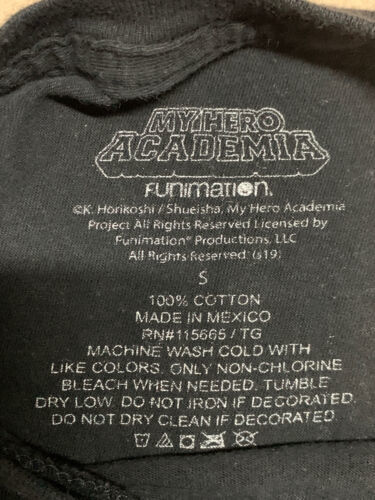 MY HERO
ACADEMIA
FUNIMATION.
©K. Horikoshi / Shueisha, My Hero Academia
Project All Rights Reserved Licensed by
Funimation® Productions, LLC
All Rights Reserved (s19)
S
100% COTTON
MADE IN MEXICO
RN#115665 / TG
MACHINE WASH COLD WITH
LIKE COLORS. ONLY NON-CHLORINE
BLEACH WHEN NEEDED. TUMBLE
DRY LOW. DO NOT IRON IF DECORATED.
DO NOT DRY CLEAN IF DECORATED.